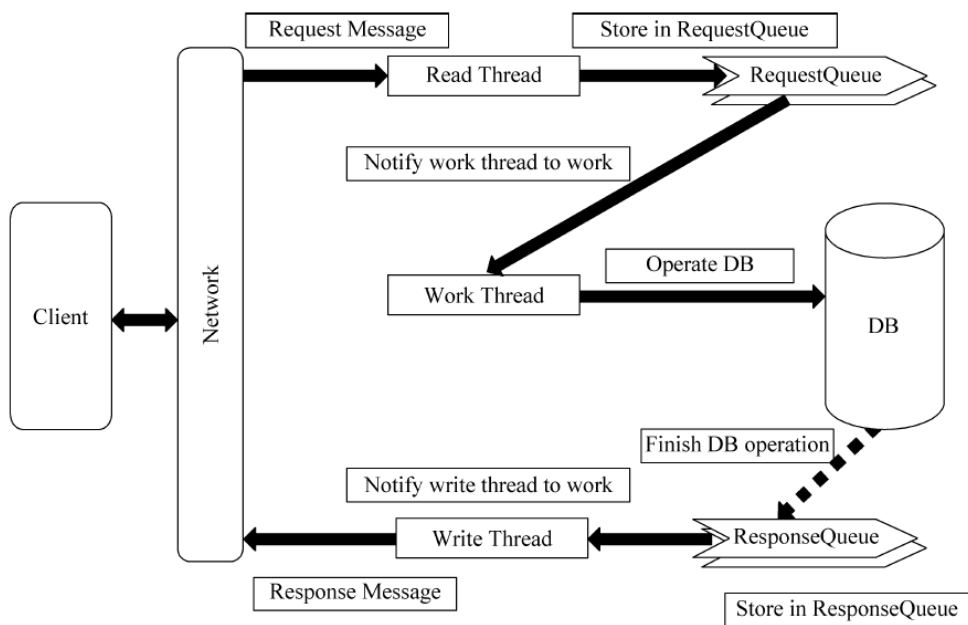 Request Message
Store in RequestQueue
Read Thread
RequestQueue
Notify work thread to work
Operate DB
Work Thread
Client
Network
DB
Finish DB operation
Notify write thread to work
Write Thread
ResponseQueue
Response Message
Store in ResponseQueue